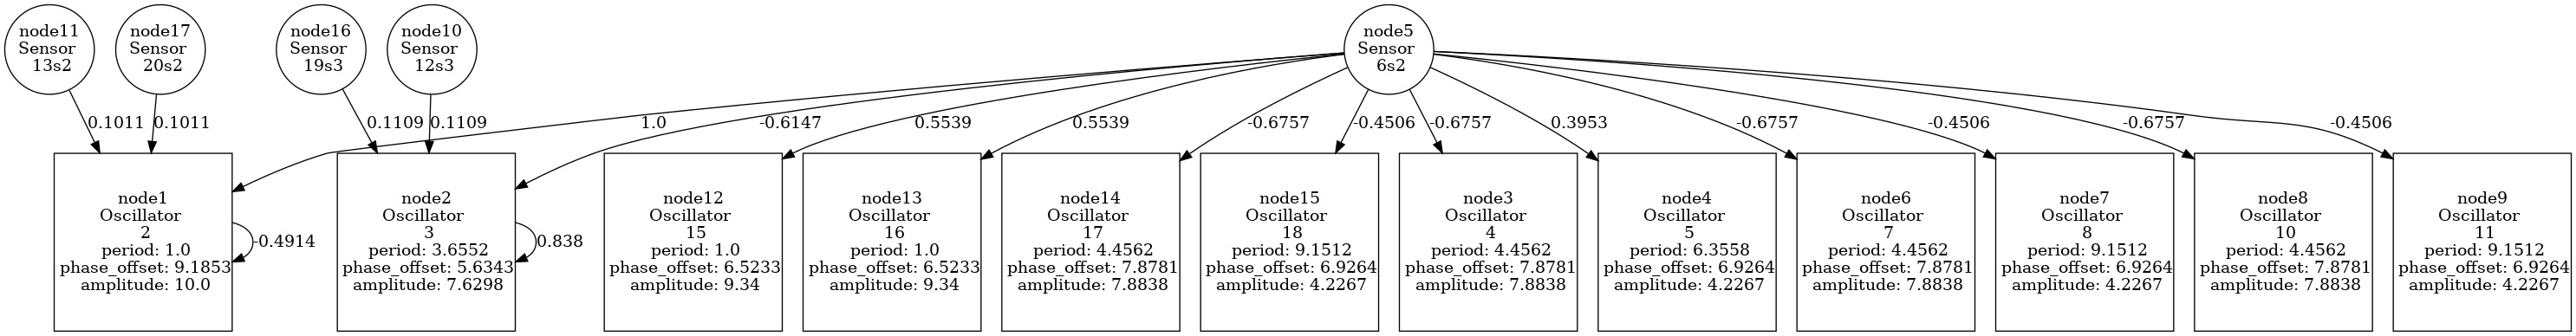 node11
Sensor
13s2
node17
Sensor
20s2
node16
Sensor
19s3
node10
Sensor
12s3
node5
Sensor
6s2
0.1011
0.1011
0.1109
0.1109
1.0
-0.6147
0.5539
0.5539
-0.6757
-0.4506
-0.6757
0.3953
-0.6757
-0.4506
-0.6757
-0.4506
node1
Oscillator
2
period: 1.0
phase_offset: 9.1853
amplitude: 10.0
-0.4914
node2
Oscillator
3
period: 3.6552
phase_offset: 5.6343
amplitude: 7.6298
0.838
node12
Oscillator
15
period: 1.0
phase_offset: 6.5233
amplitude: 9.34
node13
Oscillator
16
period: 1.0
phase_offset: 6.5233
amplitude: 9.34
node14
Oscillator
17
period: 4.4562
phase_offset: 7.8781
amplitude: 7.8838
node15
Oscillator
18
period: 9.1512
phase_offset: 6.9264
amplitude: 4.2267
node3
Oscillator
4
period: 4.4562
phase_offset: 7.8781
amplitude: 7.8838
node4
Oscillator
5
period: 6.3558
phase_offset: 6.9264
amplitude: 4.2267
node6
Oscillator
7
period: 4.4562
phase_offset: 7.8781
amplitude: 7.8838
node7
Oscillator
8
period: 9.1512
phase_offset: 6.9264
amplitude: 4.2267
node8
Oscillator
10
period: 4.4562
phase_offset: 7.8781
amplitude: 7.8838
node9
Oscillator
11
period: 9.1512
phase_offset: 6.9264
amplitude: 4.2267